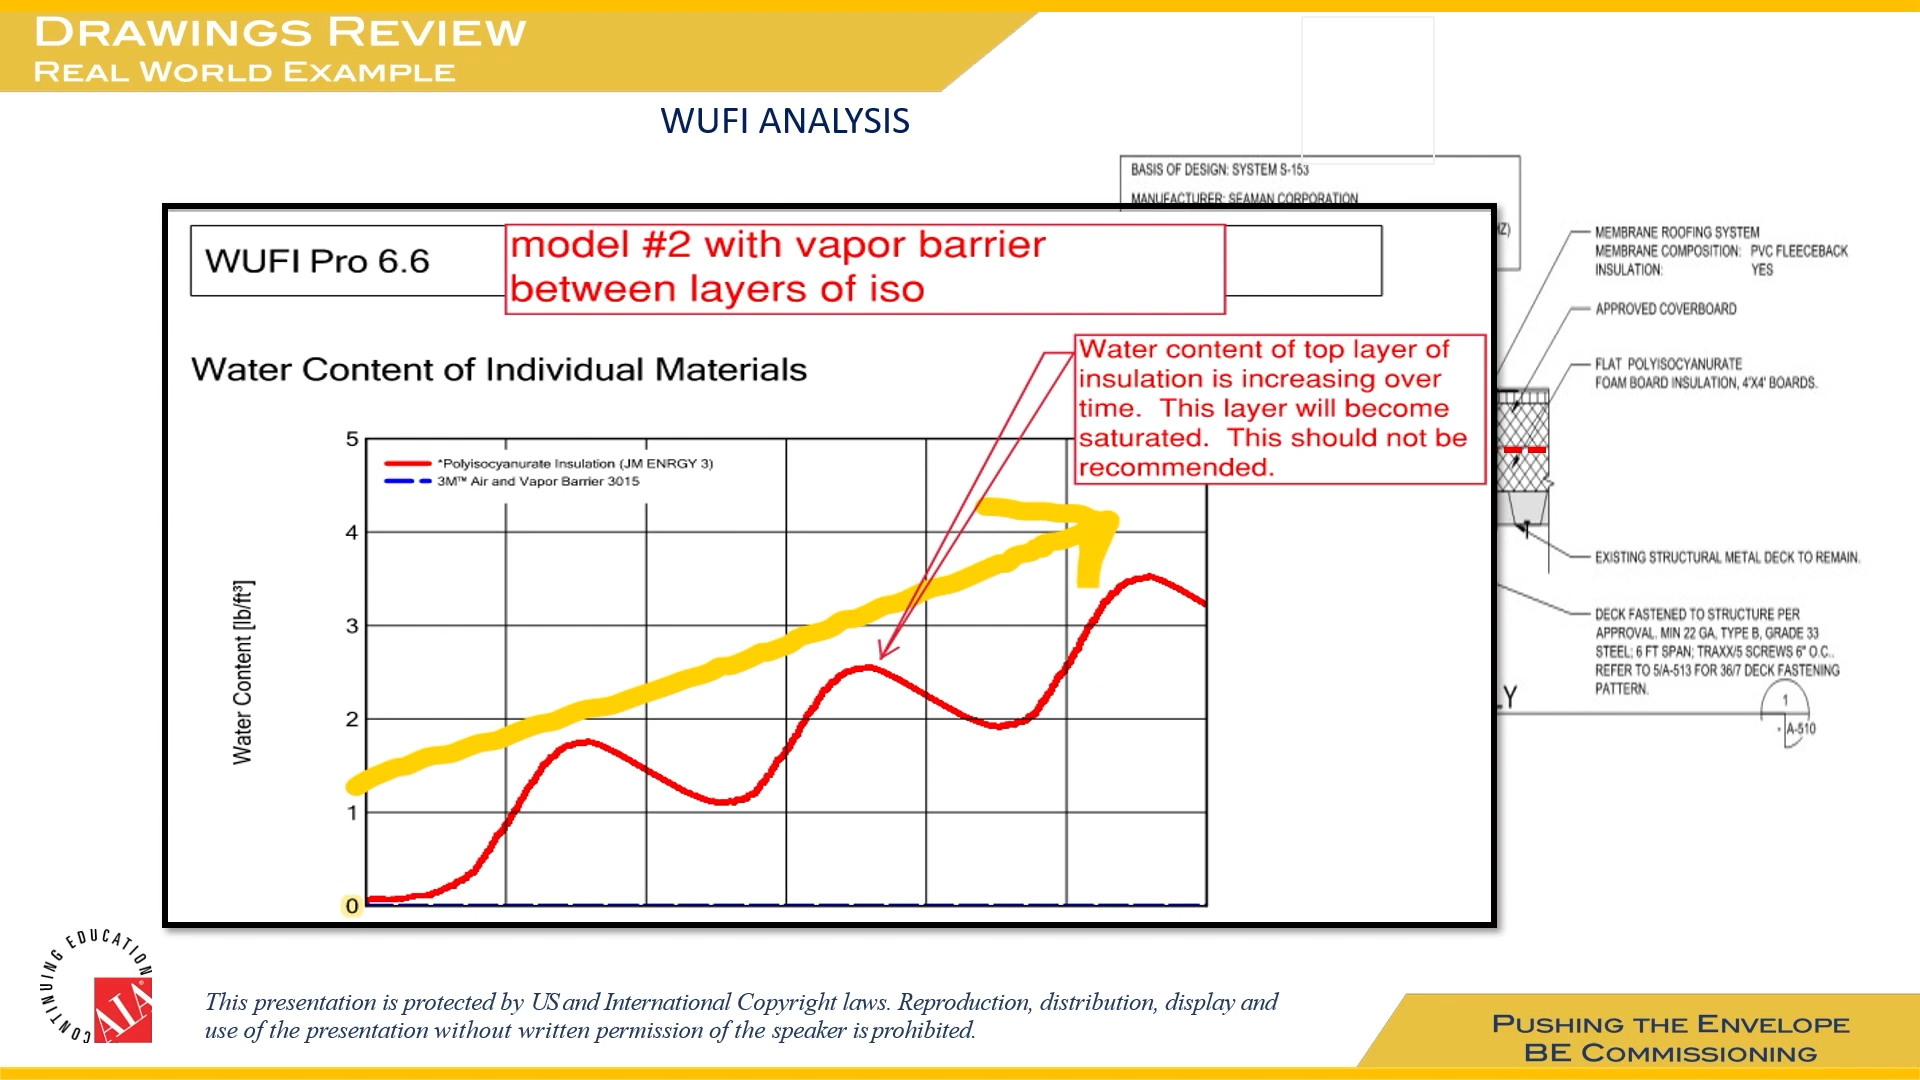 DRAWINGS REVIEW
REAL WORLD EXAMPLE
WUFI ANALYSIS
BASIS OF DESIGN: SYSTEM S-153
MANUFACTURER: SEAMAN CORPORATION
WUFI Pro 6.6
model #2 with vapor barrier
between layers of iso
Water Content of Individual Materials
Water content of top layer of
insulation is increasing over
time. This layer will become
saturated. This should not be
recommended.
*Polyisocyanurate Insulation (JM ENRGY 3)
3M™ Air and Vapor Barrier 3015
5
4
3
2
1
0
Water Content [lb/ft³]
MEMBRANE ROOFING SYSTEM
MEMBRANE COMPOSITION: PVC FLEECEBACK
INSULATION: YES
APPROVED COVERBOARD
FLAT POLYISOCYANURATE
FOAM BOARD INSULATION, 4'X4' BOARDS.
EXISTING STRUCTURAL METAL DECK TO REMAIN.
DECK FASTENED TO STRUCTURE PER
APPROVAL. MIN 22 GA, TYPE B, GRADE 33
STEEL; 6 FT SPAN; TRAXX/5 SCREWS 6" O.C..
REFER TO 5/A-513 FOR 36/7 DECK FASTENING
PATTERN.
LY
1
- A-510
CONTINUING EDUCATION
AIA
This presentation is protected by US and International Copyright laws. Reproduction, distribution, display and
use of the presentation without written permission of the speaker is prohibited.
PUSHING THE ENVELOPE
BE COMMISSIONING